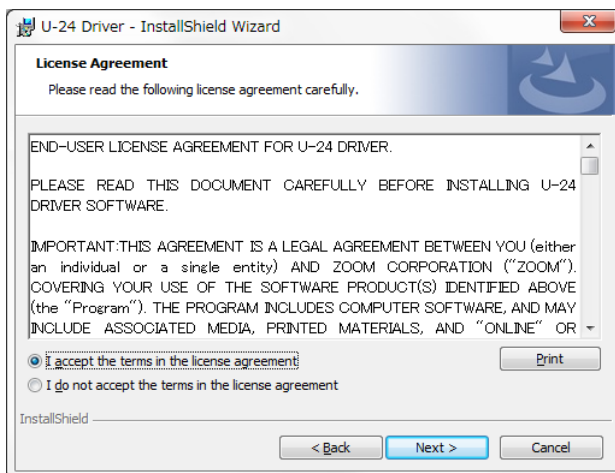 U-24 Driver - InstallShield Wizard
License Agreement
Please read the following license agreement carefully.
END-USER LICENSE AGREEMENT FOR U-24 DRIVER.
PLEASE READ THIS DOCUMENT CAREFULLY BEFORE INSTALLING U-24
DRIVER SOFTWARE.
IMPORTANT:THIS AGREEMENT IS A LEGAL AGREEMENT BETWEEN YOU (either
an individual or a single entity) AND ZOOM CORPORATION ("ZOOM").
COVERING YOUR USE OF THE SOFTWARE PRODUCT(S) IDENTIFIED ABOVE
(the "Program"). THE PROGRAM INCLUDES COMPUTER SOFTWARE, AND MAY
INCLUDE ASSOCIATED MEDIA, PRINTED MATERIALS, AND "ONLINE" OR
I accept the terms in the license agreement
Print
I do not accept the terms in the license agreement
InstallShield
< Back
Next >
Cancel